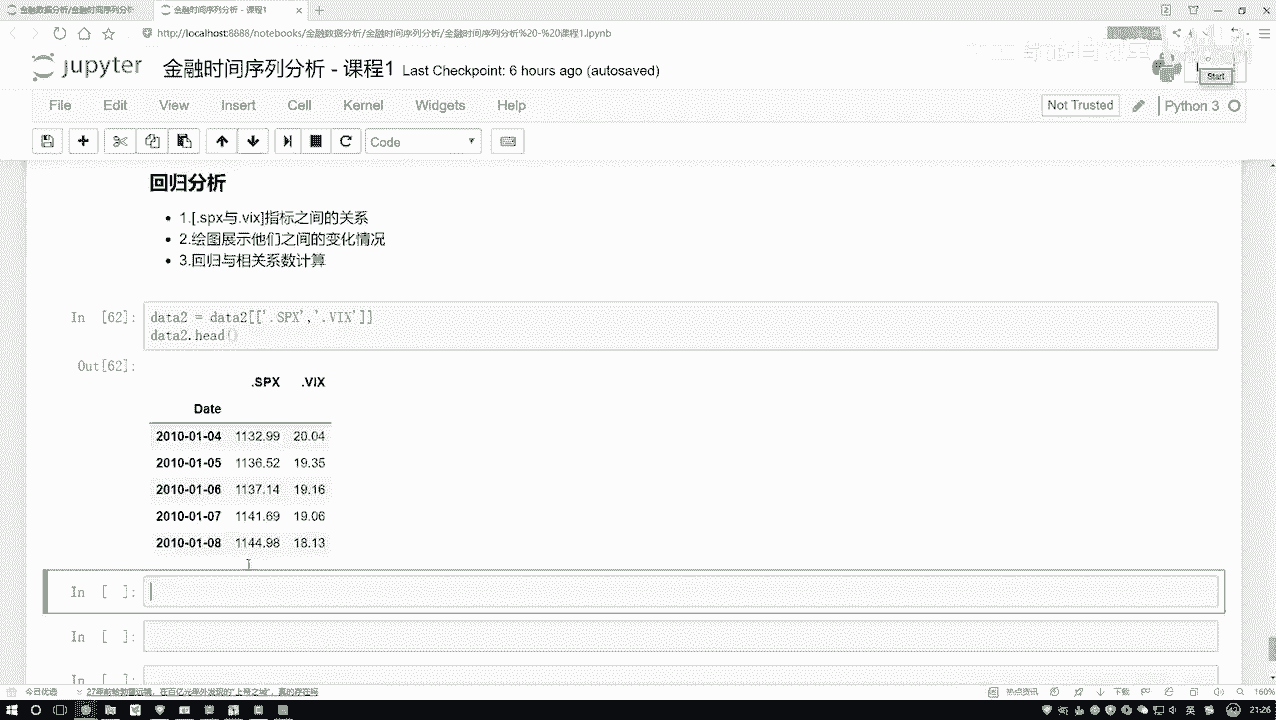 金融数据分析/金融时间序列分析
金融时间序列分析 - 课程1
http://localhost:8888/notebooks/金融数据分析/金融时间序列分析/金融时间序列分析%20-%20课程1.ipynb
jupyter 金融时间序列分析 - 课程1 Last Checkpoint: 6 hours ago (autosaved)
Start
File Edit View Insert Cell Kernel Widgets Help
Not Trusted Python 3
Code
回归分析
1.[.spx与.vix]指标之间的关系
2.绘图展示他们之间的变化情况
3.回归与相关系数计算
In [62]: data2 = data2[['.SPX','.VIX']]
data2.head()
Out[62]:
.SPX .VIX
Date
2010-01-04 1132.99 20.04
2010-01-05 1136.52 19.35
2010-01-06 1137.14 19.16
2010-01-07 1141.69 19.06
2010-01-08 1144.98 18.13
In [ ]:
In [ ]:
In [ ]:
今日优选
热点资讯 下载 160%
英 21:26